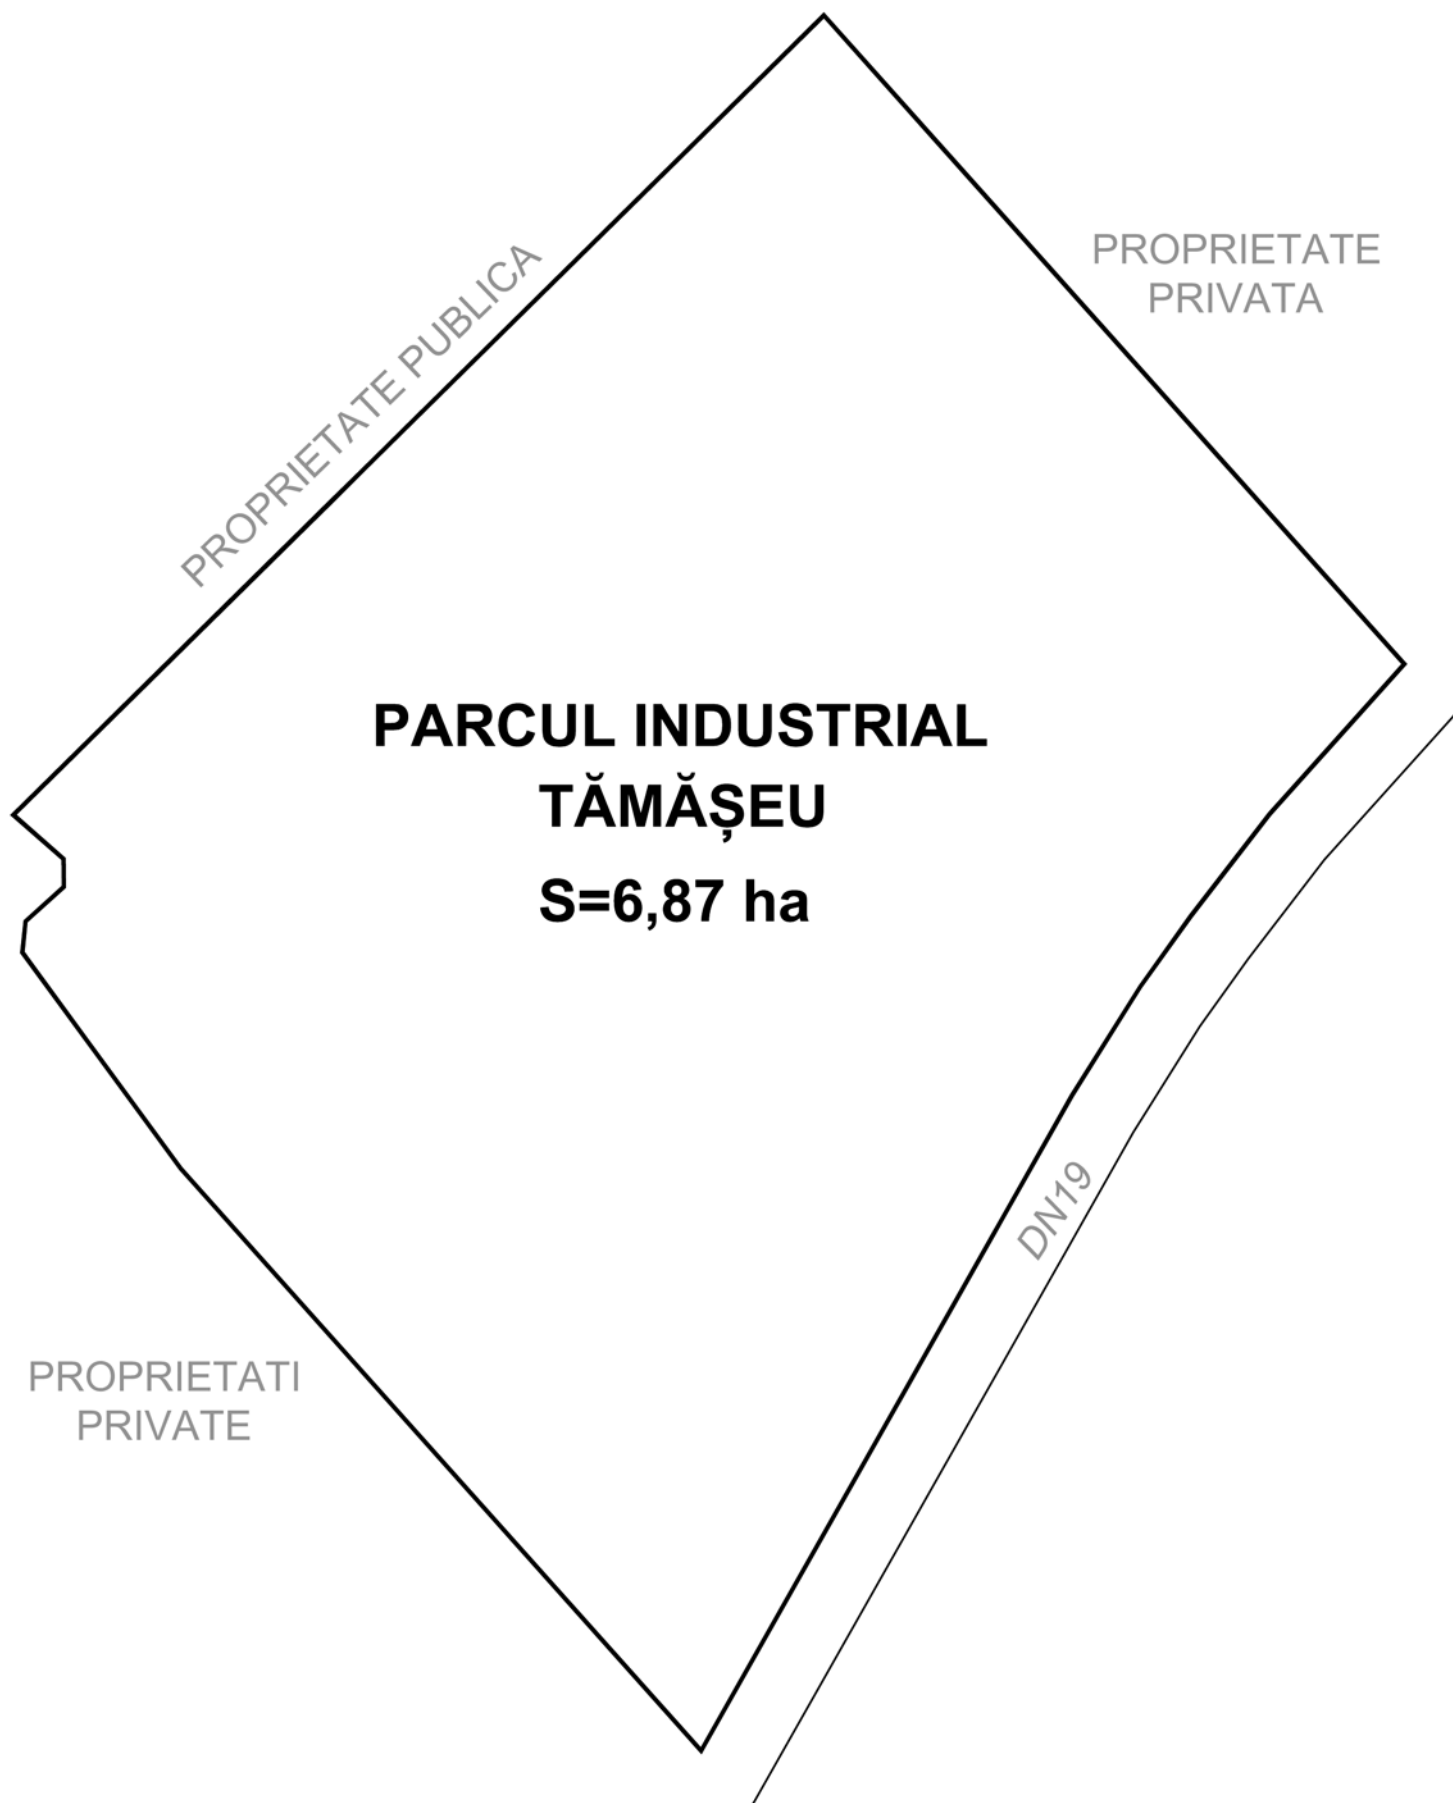 PROPRIETATE PUBLICA
PROPRIETATE
PRIVATA
PARCUL INDUSTRIAL
TĂMĂȘEU
S=6,87 ha
DN19
PROPRIETATI
PRIVATE